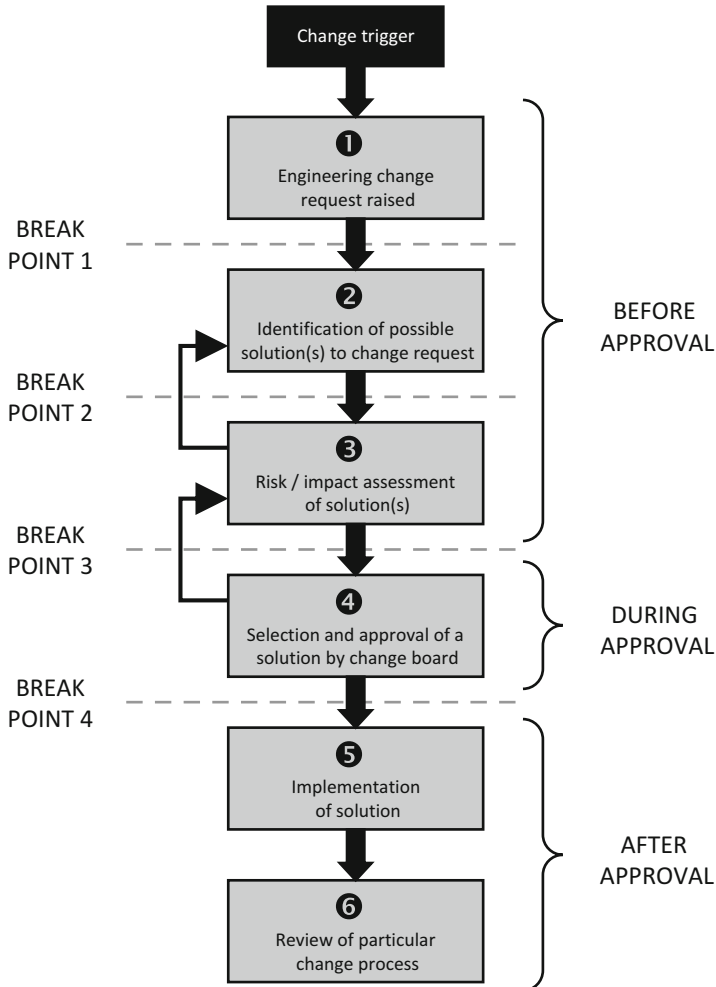 Change trigger
❶
Engineering change
request raised
BREAK
POINT 1
❷
Identification of possible
solution(s) to change request
BEFORE
APPROVAL
BREAK
POINT 2
❸
Risk / impact assessment
of solution(s)
BREAK
POINT 3
❹
Selection and approval of a
solution by change board
DURING
APPROVAL
BREAK
POINT 4
❺
Implementation
of solution
AFTER
APPROVAL
❻
Review of particular
change process